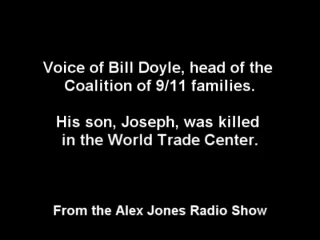 Voice of Bill Doyle, head of the
Coalition of 9/11 families.
His son, Joseph, was killed
in the World Trade Center.
From the Alex Jones Radio Show